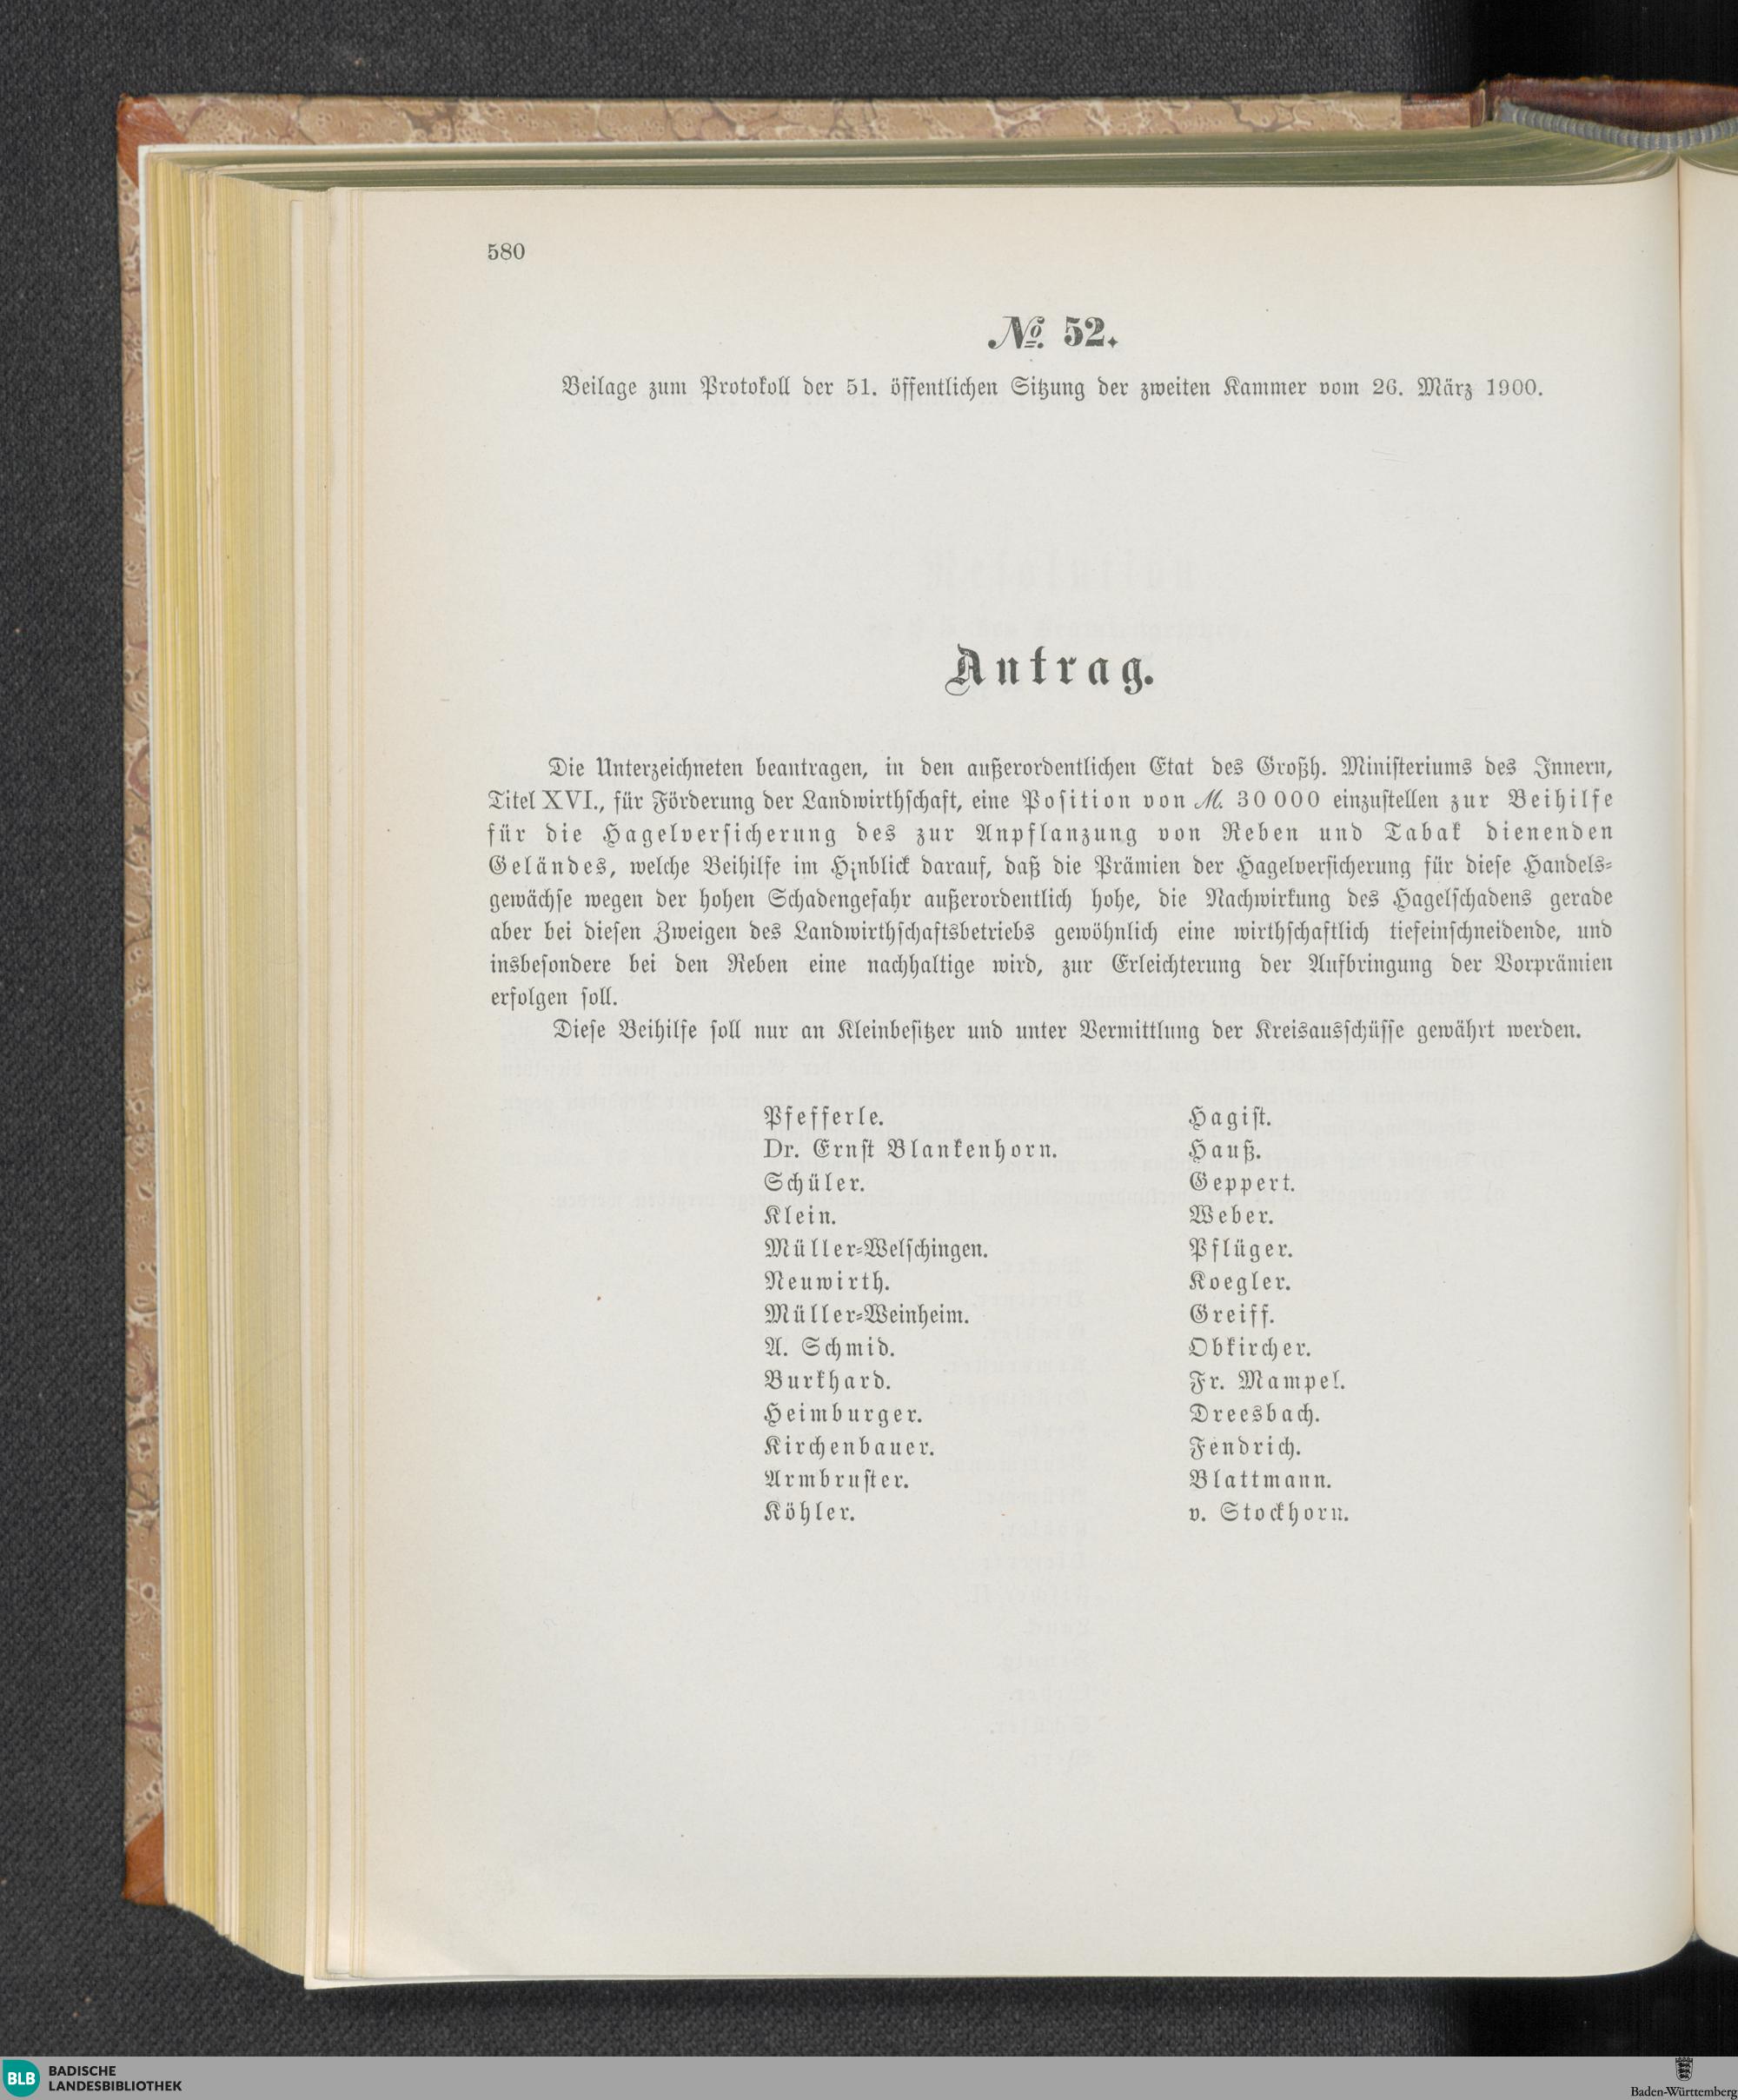 580
No. 52.
Beilage zum Protokoll der 51. öffentlichen Sitzung der zweiten Kammer vom 26. März 1900.
Antrag.
Die Unterzeichneten beantragen, in den außerordentlichen Etat des Großh. Ministeriums des Innern,
Titel XVI., für Förderung der Landwirthschaft, eine Position von M. 30 000 einzustellen zur Beihilfe
für die Hagelversicherung des zur Anpflanzung von Reben und Tabak dienenden
Geländes, welche Beihilfe im Hinblick darauf, daß die Prämien der Hagelversicherung für diese Handels-
gewächse wegen der hohen Schadengefahr außerordentlich hohe, die Nachwirkung des Hagelschadens gerade
aber bei diesen Zweigen des Landwirthschaftsbetriebs gewöhnlich eine wirthschaftlich tiefeinschneidende, und
insbesondere bei den Reben eine nachhaltige wird, zur Erleichterung der Aufbringung der Vorprämien
erfolgen soll.
Diese Beihilfe soll nur an Kleinbesitzer und unter Vermittlung der Kreisausschüsse gewährt werden.
Pfefferle.
Dr. Ernst Blankenhorn.
Schüler.
Klein.
Müller-Welschingen.
Neuwirth.
Müller-Weinheim.
A. Schmid.
Burkhard.
Heimburger.
Kirchenbauer.
Armbruster.
Köhler.
Hagist.
Hauß.
Geppert.
Weber.
Pflüger.
Koegler.
Greiff.
Obkircher.
Fr. Mampel.
Dreesbach.
Fendrich.
Blattmann.
v. Stockhorn.
BLB BADISCHE
LANDESBIBLIOTHEK
Baden-Württemberg